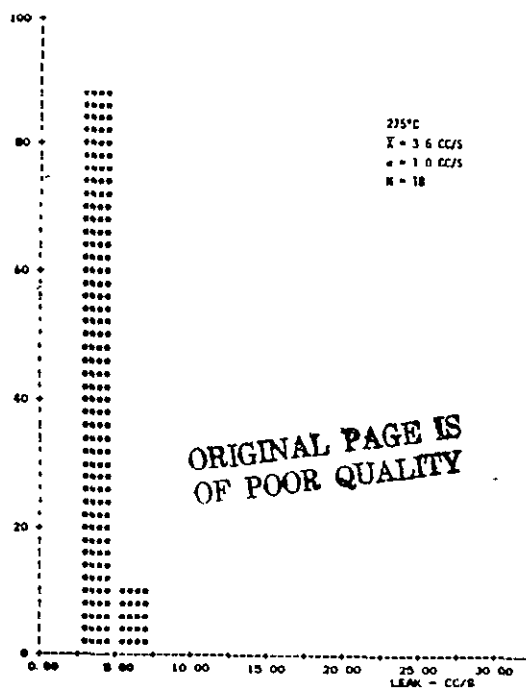 100
275°C
X̄ = 3 6 CC/S
80
σ = 1 0 CC/S
N = 18
60
40
ORIGINAL PAGE IS
OF POOR QUALITY
20
0
0.00 5.00 10 00 15 00 20 00 25 00 30 00
LEAK - CC/S